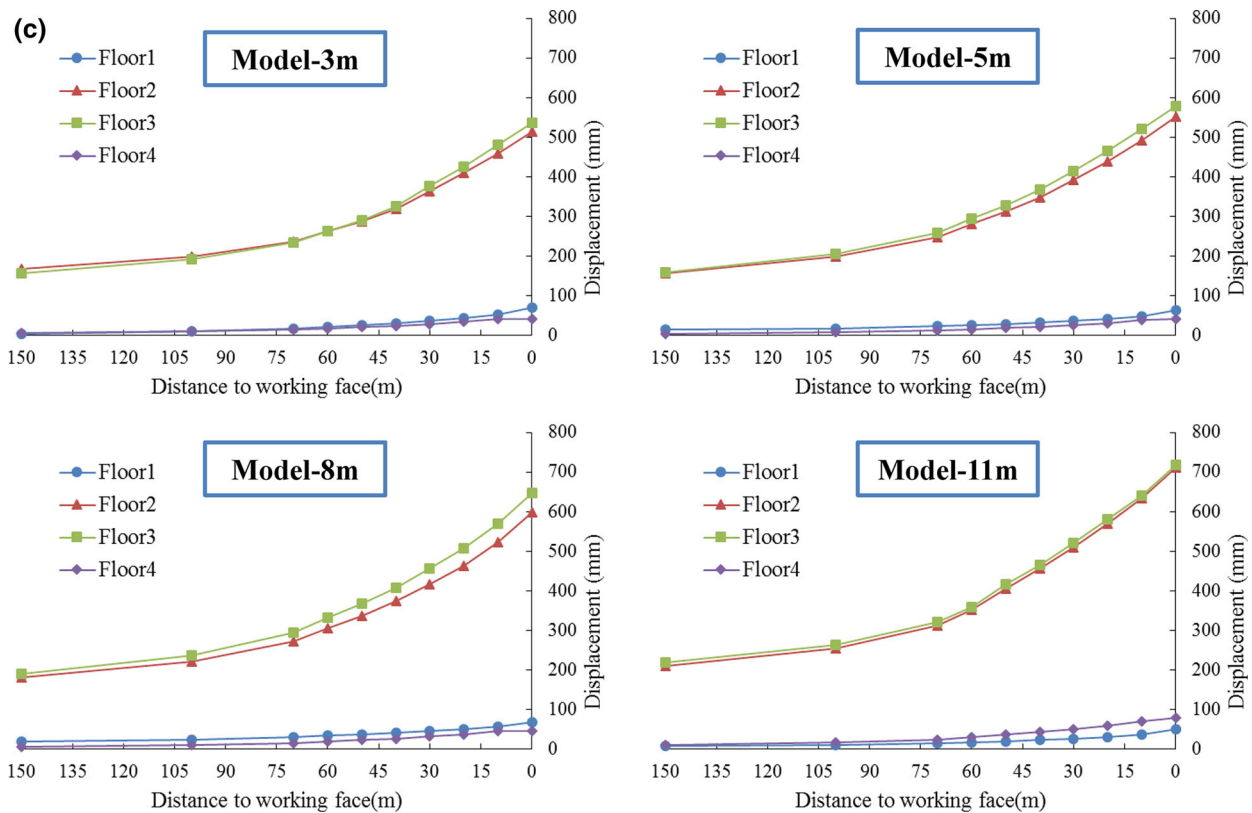 (c)
Model-3m
Floor1
Floor2
Floor3
Floor4
800
700
600
500
400
300
200
100
0
Displacement (mm)
150 135 120 105 90 75 60 45 30 15 0
Distance to working face(m)
Model-5m
Floor1
Floor2
Floor3
Floor4
800
700
600
500
400
300
200
100
0
Displacement (mm)
150 135 120 105 90 75 60 45 30 15 0
Distance to working face(m)
Model-8m
Floor1
Floor2
Floor3
Floor4
800
700
600
500
400
300
200
100
0
Displacement (mm)
150 135 120 105 90 75 60 45 30 15 0
Distance to working face(m)
Model-11m
Floor1
Floor2
Floor3
Floor4
800
700
600
500
400
300
200
100
0
Displacement (mm)
150 135 120 105 90 75 60 45 30 15 0
Distance to working face(m)